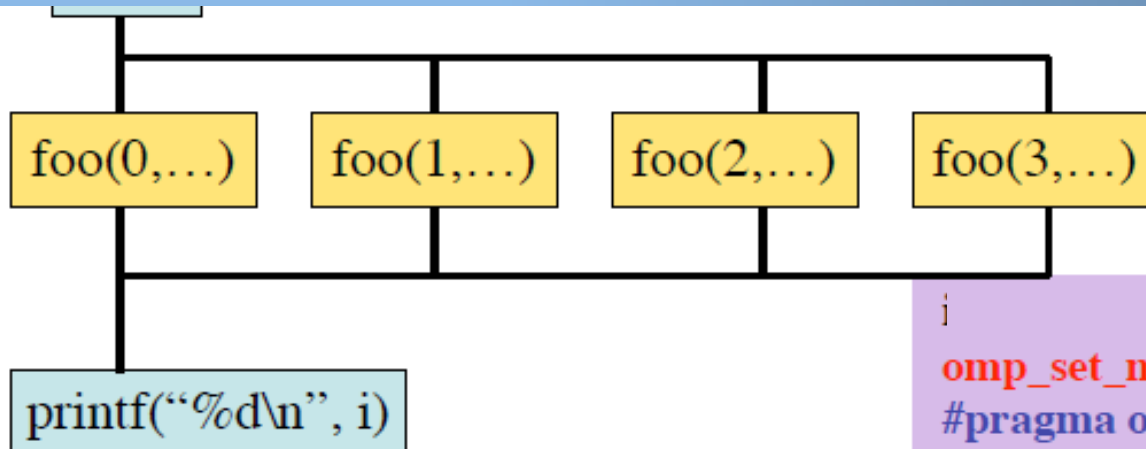 foo(0,…) foo(1,…) foo(2,…) foo(3,…)
i
omp_set_n
#pragma o
printf(“%d\n”, i)